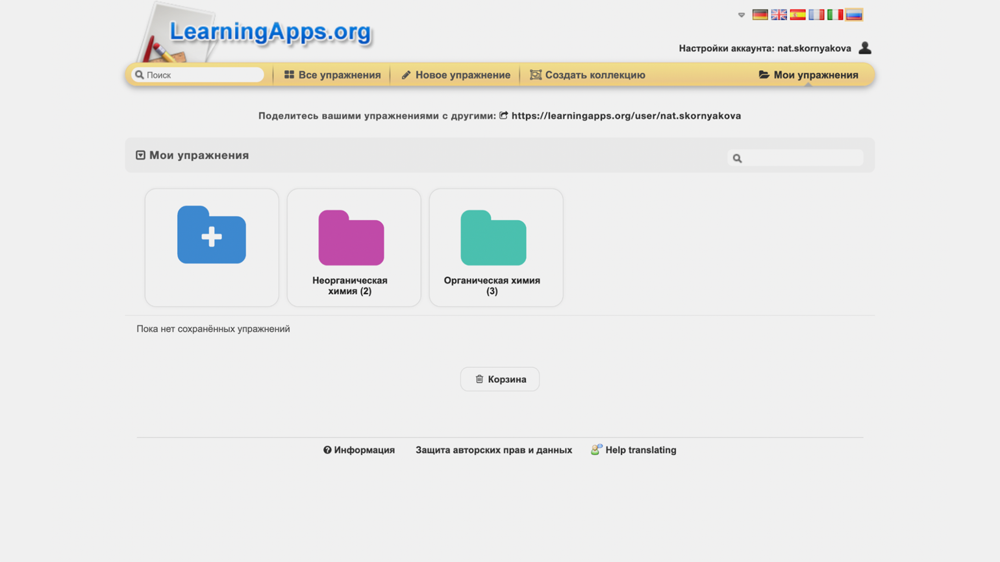 LearningApps.org
Настройки аккаунта: nat.skornyakova
Поиск
Все упражнения
Новое упражнение
Создать коллекцию
Мои упражнения
Поделитесь вашими упражнениями с другими: https://learningapps.org/user/nat.skornyakova
Мои упражнения
Неорганическая
химия (2)
Органическая химия
(3)
Пока нет сохранённых упражнений
Корзина
Информация
Защита авторских прав и данных
Help translating